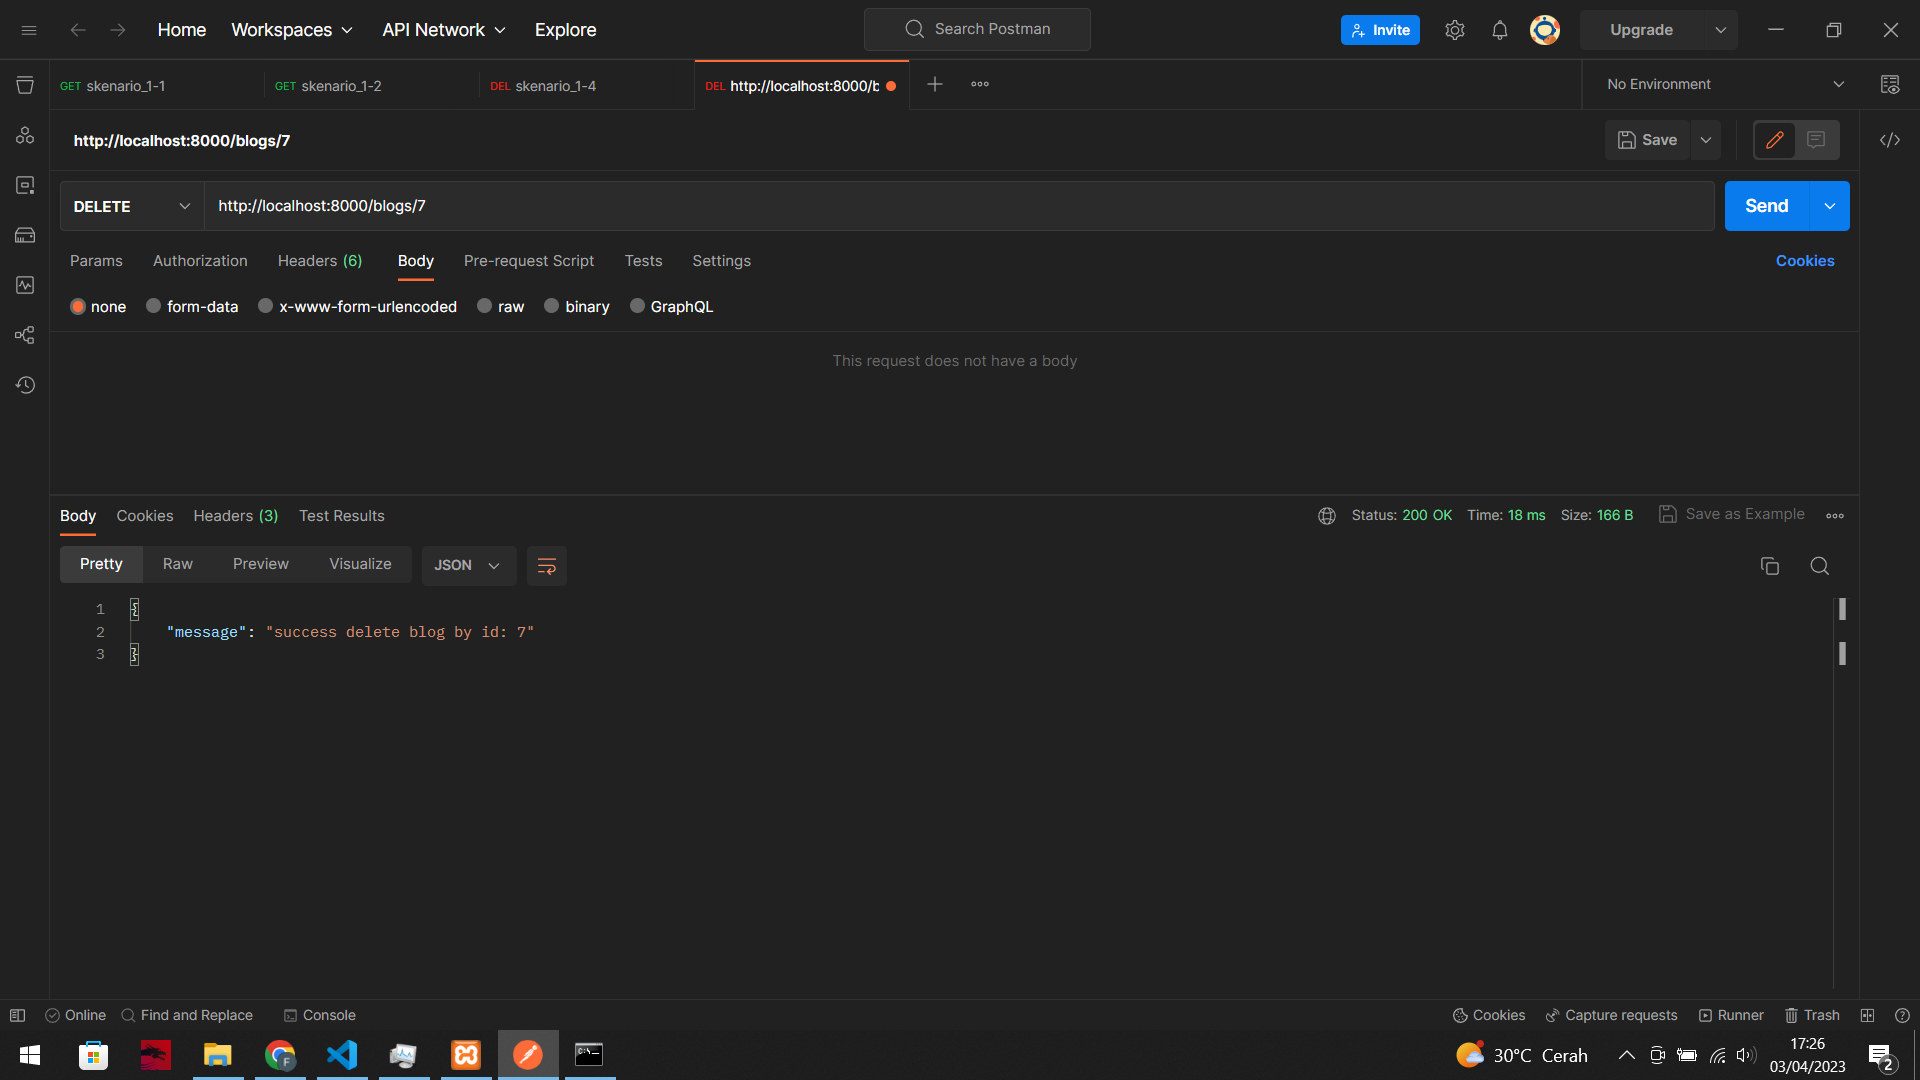 Home Workspaces API Network Explore Search Postman Invite Upgrade
GET skenario_1-1 GET skenario_1-2 DEL skenario_1-4 DEL http://localhost:8000/b No Environment
http://localhost:8000/blogs/7 Save
DELETE http://localhost:8000/blogs/7 Send
Params Authorization Headers (6) Body Pre-request Script Tests Settings Cookies
none form-data x-www-form-urlencoded raw binary GraphQL
This request does not have a body
Body Cookies Headers (3) Test Results Status: 200 OK Time: 18 ms Size: 166 B Save as Example
Pretty Raw Preview Visualize JSON
1 {
2 "message": "success delete blog by id: 7"
3 }
Online Find and Replace Console Cookies Capture requests Runner Trash
30°C Cerah 17:26
03/04/2023 2